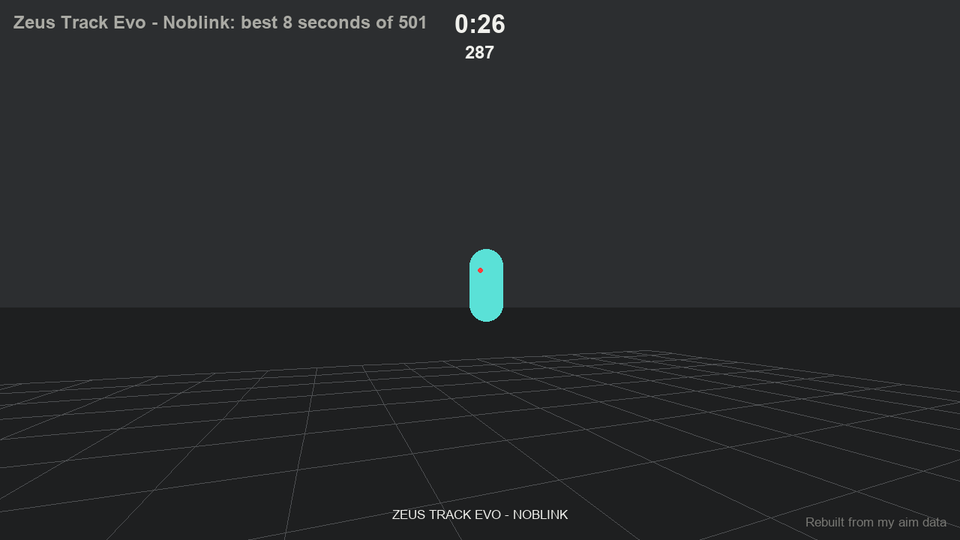 Zeus Track Evo - Noblink: best 8 seconds of 501
0:26
287
ZEUS TRACK EVO - NOBLINK
Rebuilt from my aim data